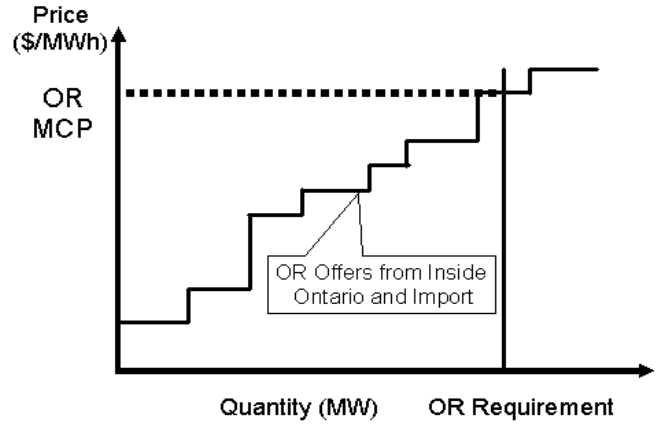 Price
($/MWh)
OR
MCP
OR Offers from Inside
Ontario and Import
Quantity (MW)
OR Requirement